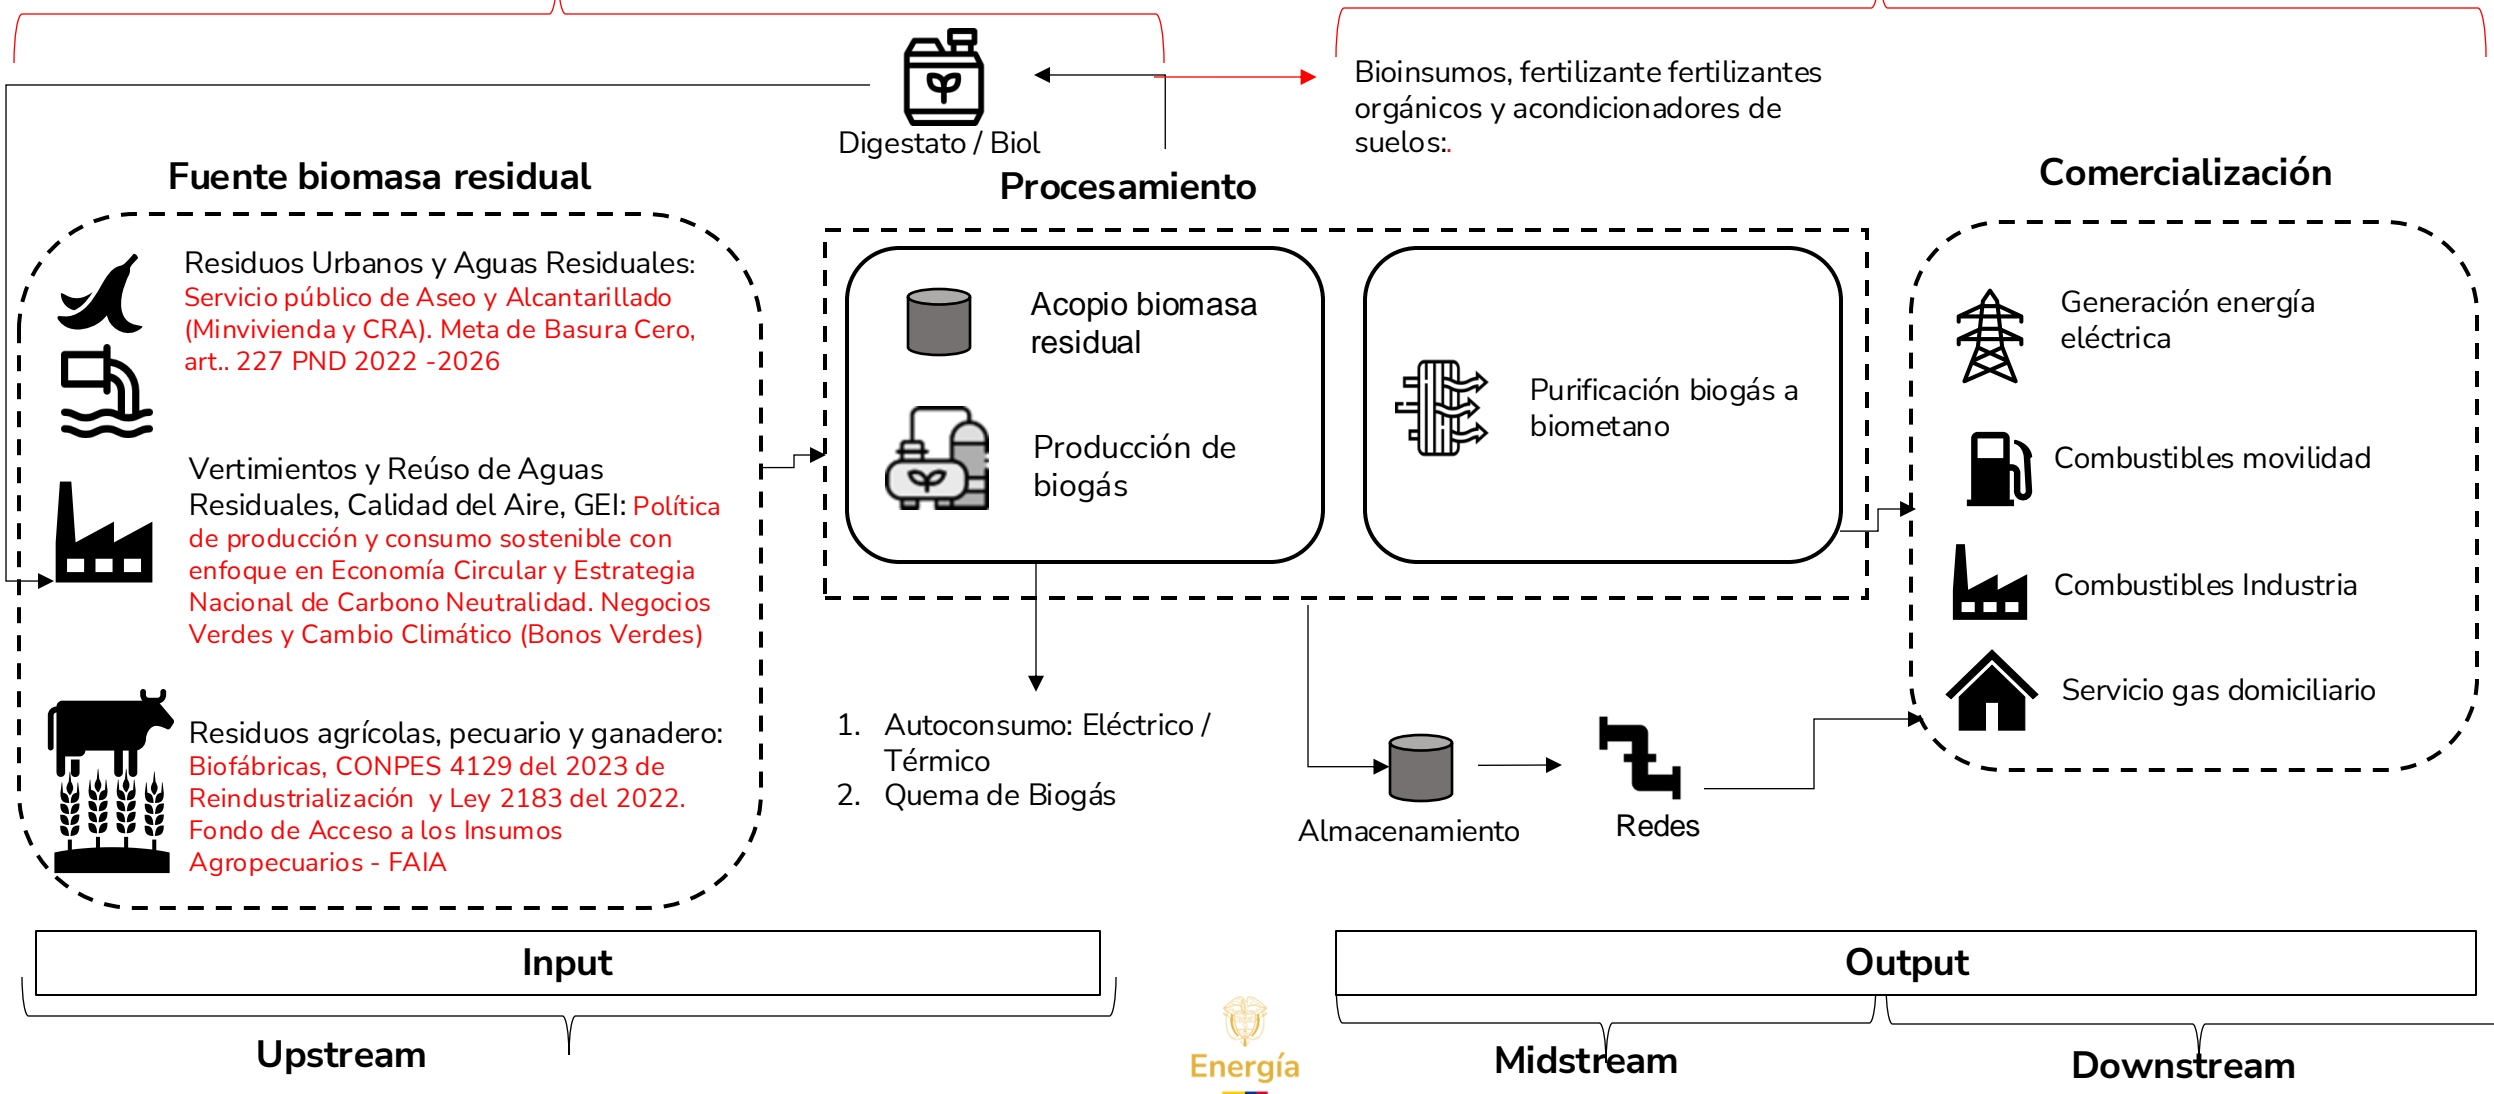 Bioinsumos, fertilizante fertilizantes
orgánicos y acondicionadores de
suelos:.
Digestato / Biol
Fuente biomasa residual
Procesamiento
Comercialización
Residuos Urbanos y Aguas Residuales:
Servicio público de Aseo y Alcantarillado
(Minvivienda y CRA). Meta de Basura Cero,
art.. 227 PND 2022 -2026
Vertimientos y Reúso de Aguas
Residuales, Calidad del Aire, GEI: Política
de producción y consumo sostenible con
enfoque en Economía Circular y Estrategia
Nacional de Carbono Neutralidad. Negocios
Verdes y Cambio Climático (Bonos Verdes)
Residuos agrícolas, pecuario y ganadero:
Biofábricas, CONPES 4129 del 2023 de
Reindustrialización y Ley 2183 del 2022.
Fondo de Acceso a los Insumos
Agropecuarios - FAIA
Acopio biomasa
residual
Producción de
biogás
Purificación biogás a
biometano
1. Autoconsumo: Eléctrico /
Térmico
2. Quema de Biogás
Almacenamiento
Redes
Generación energía
eléctrica
Combustibles movilidad
Combustibles Industria
Servicio gas domiciliario
Input
Output
Upstream
Energía
Midstream
Downstream